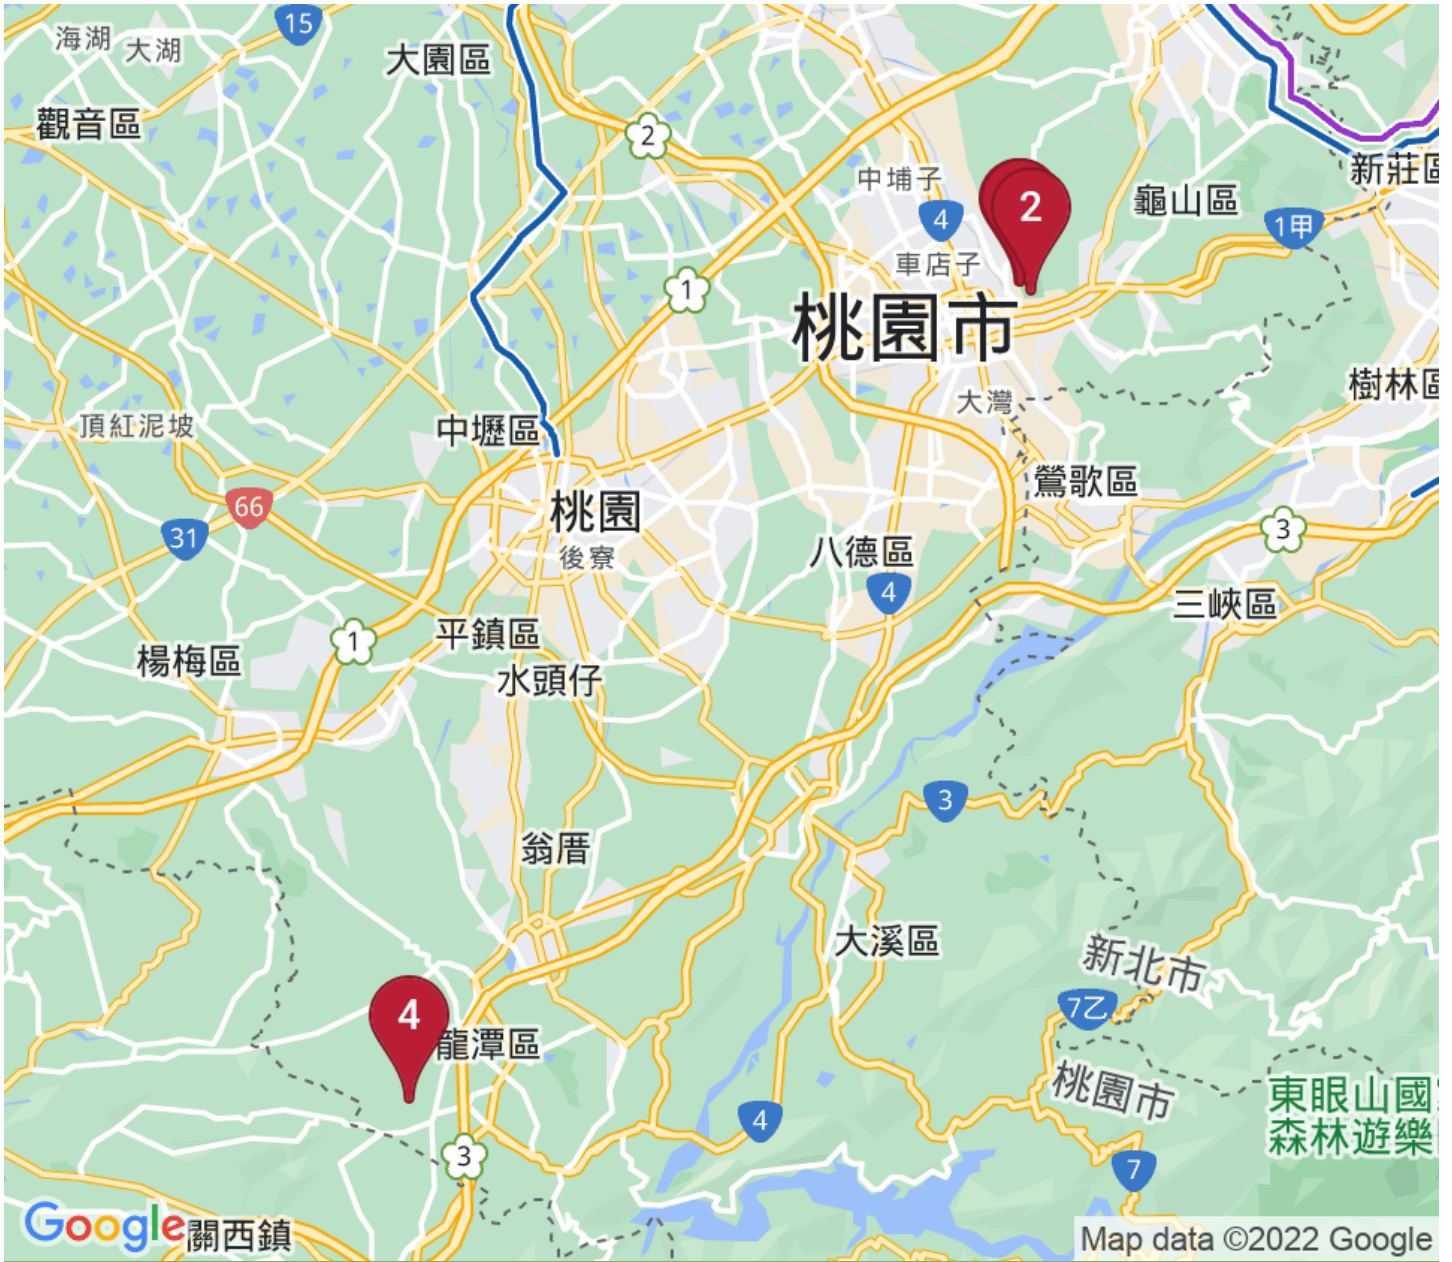 15
海湖
大湖
大園區
觀音區
2
中埔子
新莊區
龜山區
2
4
1甲
車店子
1
桃園市
樹林區
大灣
頂紅泥坡
中壢區
鶯歌區
66
桃園
3
31
後寮
八德區
4
三峽區
平鎮區
1
楊梅區
水頭仔
3
翁厝
大溪區
新北市
7乙
4
龍潭區
桃園市
東眼山國
森林遊樂
4
3
7
Google
關西鎮
Map data ©2022 Google